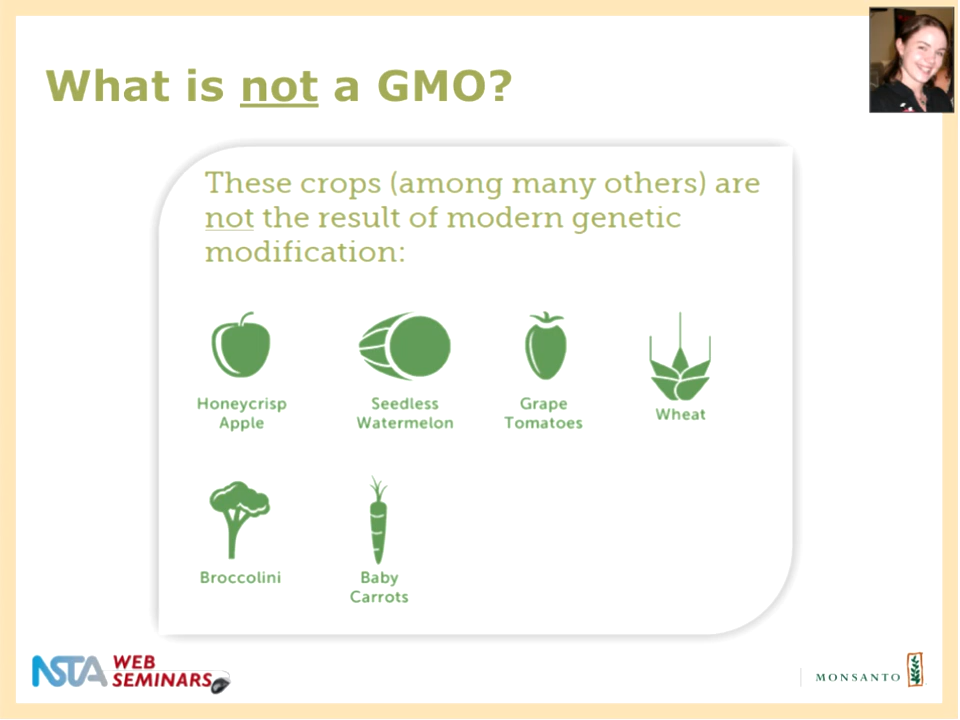 What is not a GMO?
These crops (among many others) are
not the result of modern genetic
modification:
Honeycrisp
Apple
Seedless
Watermelon
Grape
Tomatoes
Wheat
Broccolini
Baby
Carrots
NSTA WEB
SEMINARS
MONSANTO